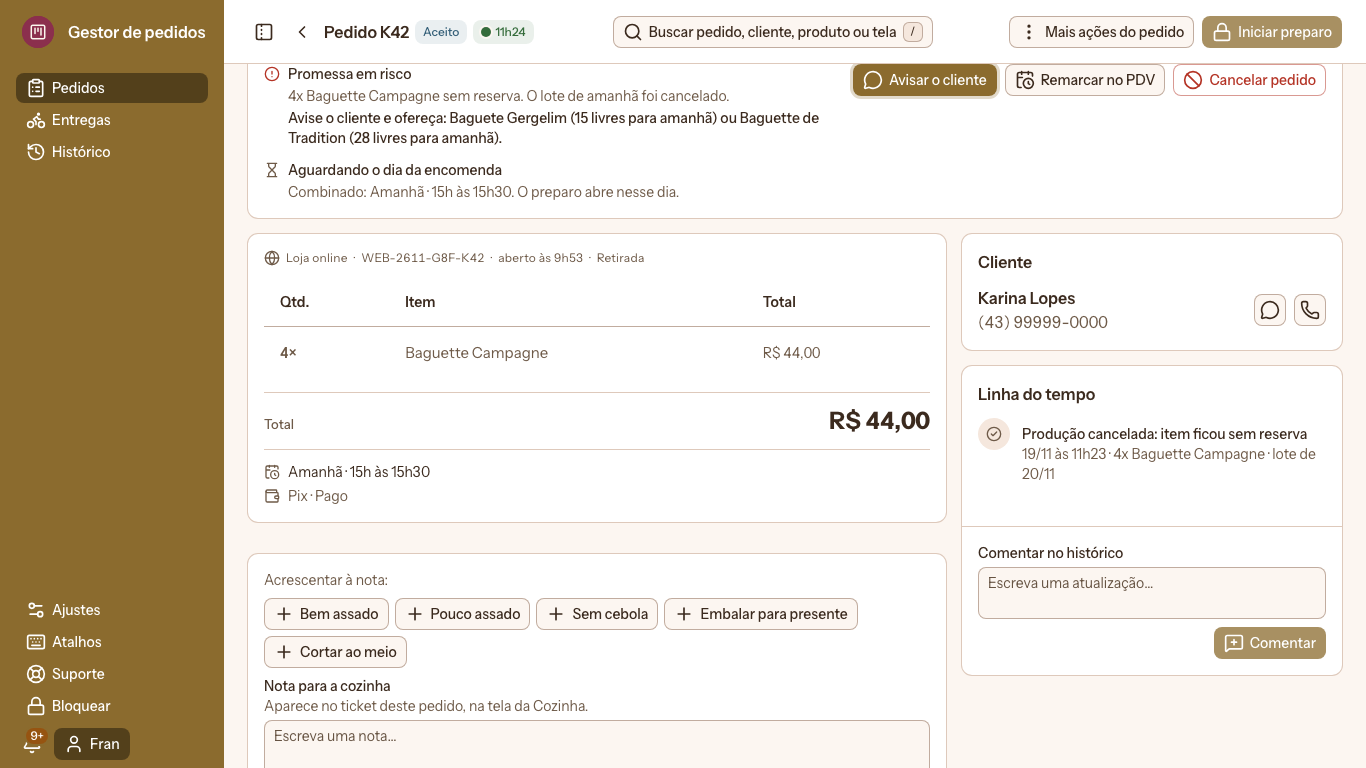 Gestor de pedidos
Pedidos
Entregas
Histórico
Ajustes
Atalhos
Suporte
Bloquear
9+
Fran
Pedido K42
Aceito
11h24
Buscar pedido, cliente, produto ou tela
/
Mais ações do pedido
Iniciar preparo
Promessa em risco
4x Baguette Campagne sem reserva. O lote de amanhã foi cancelado.
Avise o cliente e ofereça: Baguete Gergelim (15 livres para amanhã) ou Baguette de
Tradition (28 livres para amanhã).
Avisar o cliente
Remarcar no PDV
Cancelar pedido
Aguardando o dia da encomenda
Combinado: Amanhã · 15h às 15h30. O preparo abre nesse dia.
Loja online · WEB-2611-G8F-K42 · aberto às 9h53 · Retirada
Qtd. Item Total
4× Baguette Campagne R$ 44,00
Total R$ 44,00
Amanhã · 15h às 15h30
Pix · Pago
Acrescentar à nota:
Bem assado
Pouco assado
Sem cebola
Embalar para presente
Cortar ao meio
Nota para a cozinha
Aparece no ticket deste pedido, na tela da Cozinha.
Escreva uma nota...
Cliente
Karina Lopes
(43) 99999-0000
Linha do tempo
Produção cancelada: item ficou sem reserva
19/11 às 11h23 · 4x Baguette Campagne · lote de
20/11
Comentar no histórico
Escreva uma atualização...
Comentar